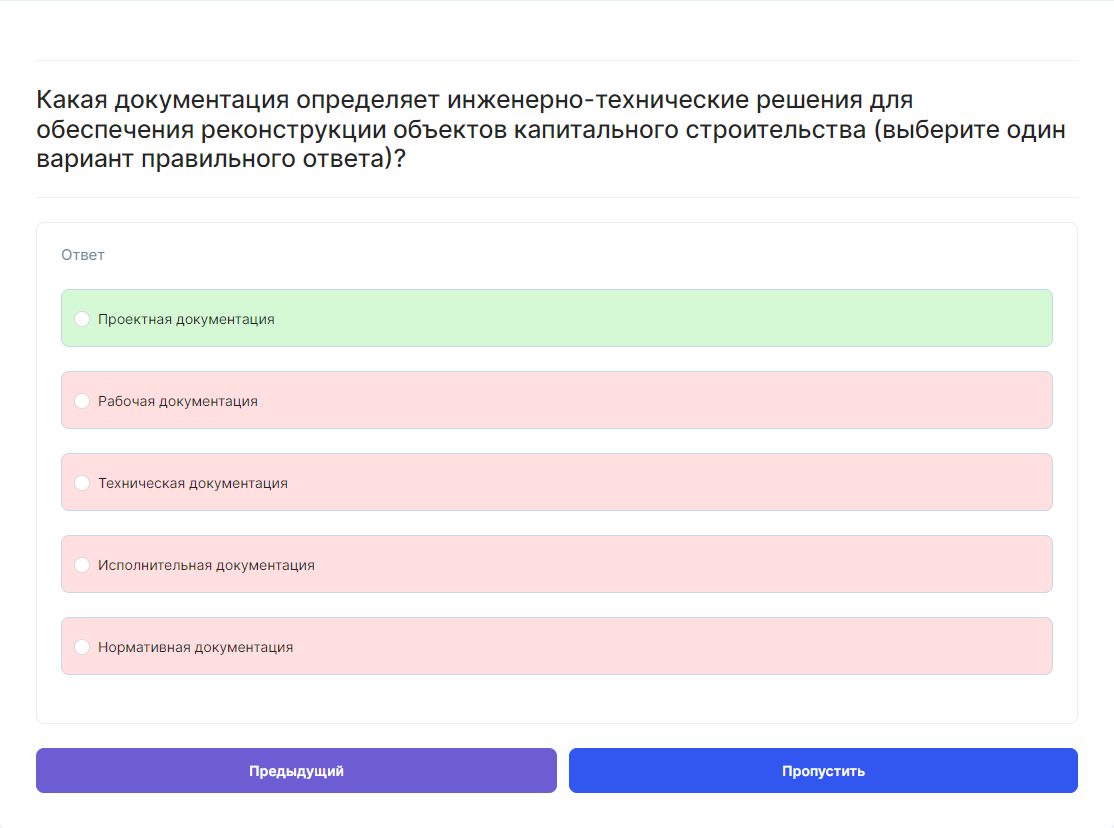 Какая документация определяет инженерно-технические решения для
обеспечения реконструкции объектов капитального строительства (выберите один
вариант правильного ответа)?
Ответ
Проектная документация
Рабочая документация
Техническая документация
Исполнительная документация
Нормативная документация
Предыдущий
Пропустить